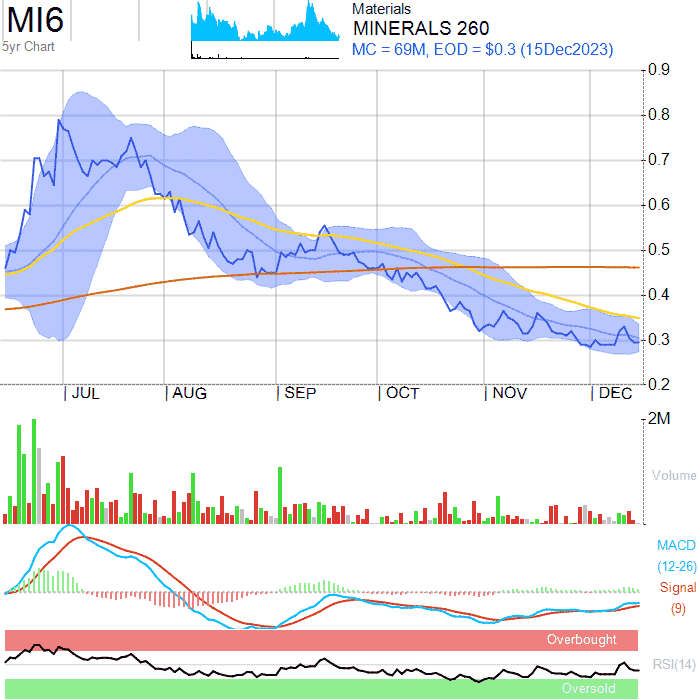 MI6
5yr Chart
Materials
MINERALS 260
MC = 69M, EOD = $0.3 (15Dec2023)
0.9
0.8
0.7
0.6
0.5
0.4
0.3
0.2
JUL AUG SEP OCT NOV DEC
2M
Volume
MACD
(12-26)
Signal
(9)
Overbought
RSI(14)
Oversold